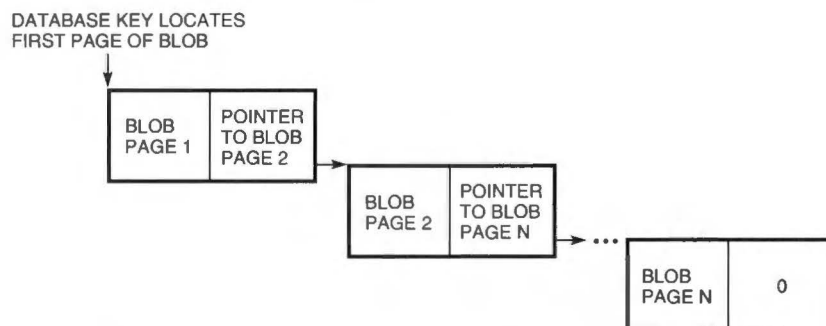 DATABASE KEY LOCATES
FIRST PAGE OF BLOB
BLOB
PAGE 1
POINTER
TO BLOB
PAGE 2
BLOB
PAGE 2
POINTER
TO BLOB
PAGE N
•••
BLOB
PAGE N
0